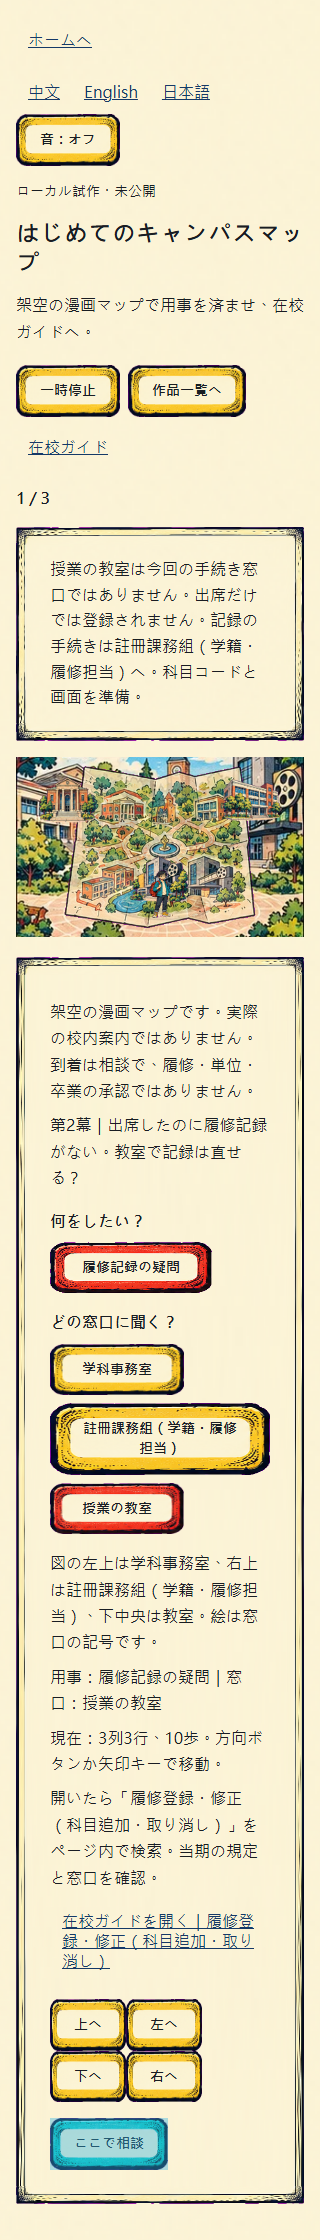 ホームへ
中文 English 日本語
音：オフ
ローカル試作・未公開
はじめてのキャンパスマッ
プ
架空の漫画マップで用事を済ませ、在校
ガイドへ。
一時停止 作品一覧へ
在校ガイド
1 / 3
授業の教室は今回の手続き窓
口ではありません。出席だけ
では登録されません。記録の
手続きは註冊課務組（学籍・
履修担当）へ。科目コードと
画面を準備。
架空の漫画マップです。実際
の校内案内ではありません。
到着は相談で、履修・単位・
卒業の承認ではありません。
第2幕｜出席したのに履修記録
がない。教室で記録は直せ
る？
何をしたい？
履修記録の疑問
どの窓口に聞く？
学科事務室
註冊課務組（学籍・履修
担当）
授業の教室
図の左上は学科事務室、右上
は註冊課務組（学籍・履修担
当）、下中央は教室。絵は窓
口の記号です。
用事：履修記録の疑問｜窓
口：授業の教室
現在：3列3行、10歩。方向ボ
タンか矢印キーで移動。
開いたら「履修登録・修正
（科目追加・取り消し）」を
ページ内で検索。当期の規定
と窓口を確認。
在校ガイドを開く｜履修登
録・修正（科目追加・取り
消し）
上へ 左へ
下へ 右へ
ここで相談